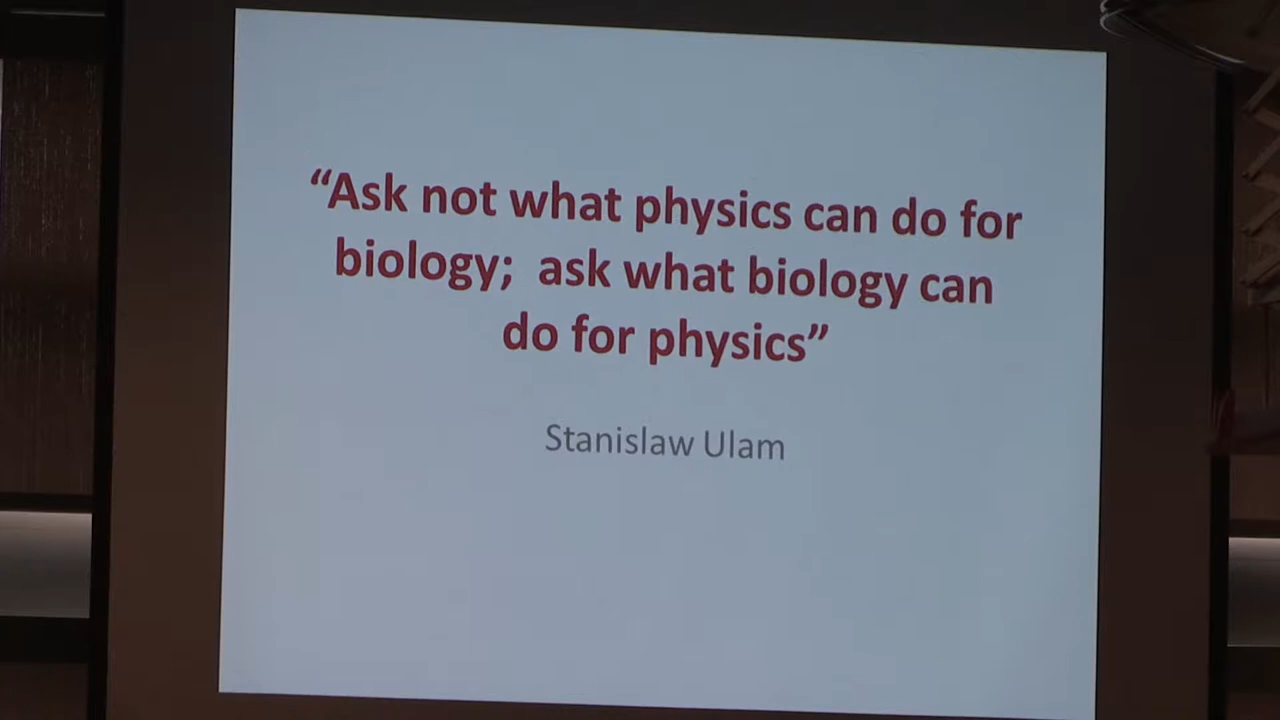 “Ask not what physics can do for
biology;  ask what biology can
do for physics”
Stanislaw Ulam